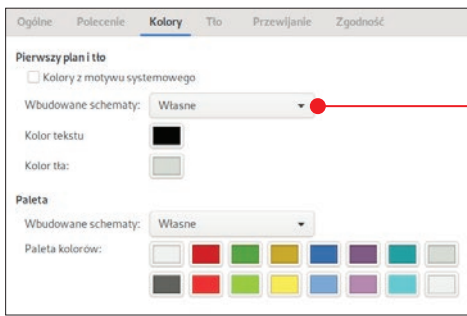 Ogólne Polecenie Kolory Tło Przewijanie Zgodność
Pierwszy plan i tło
Kolory z motywu systemowego
Wbudowane schematy: Własne
Kolor tekstu
Kolor tła:
Paleta
Wbudowane schematy: Własne
Paleta kolorów: